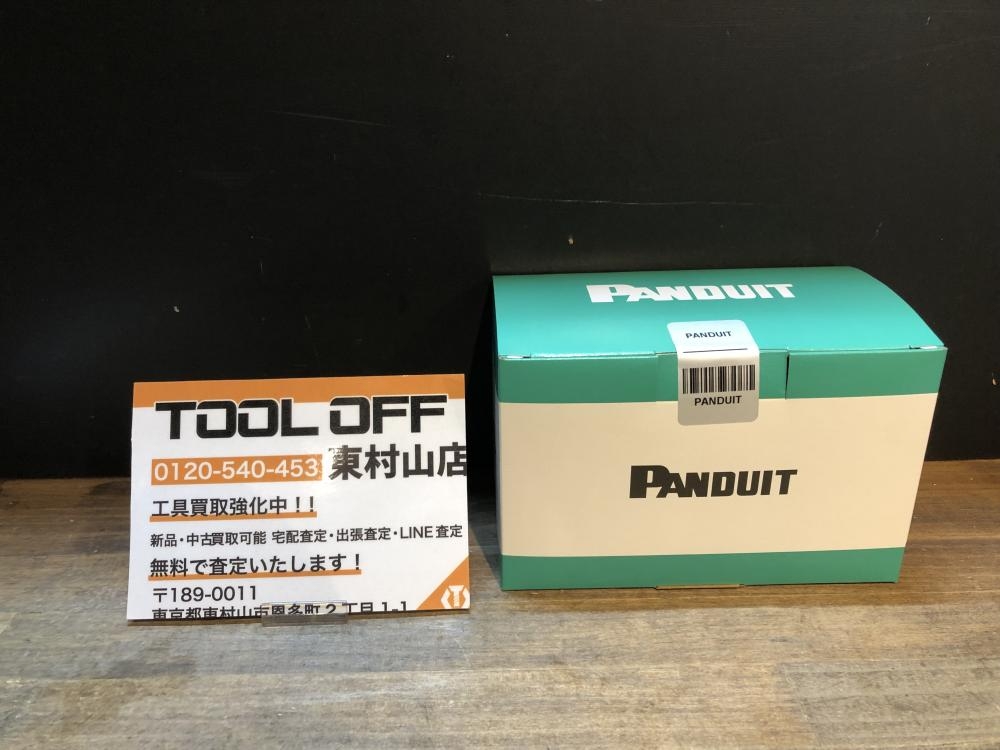 TOOL OFF
0120-540-453 東村山店
工具買取強化中!!
新品・中古買取可能 宅配査定・出張査定・LINE査定
無料で査定いたします!
〒189-0011
東京都東村山市恩多町2丁目1-1
PANDUIT
PANDUIT
PANDUIT
PANDUIT